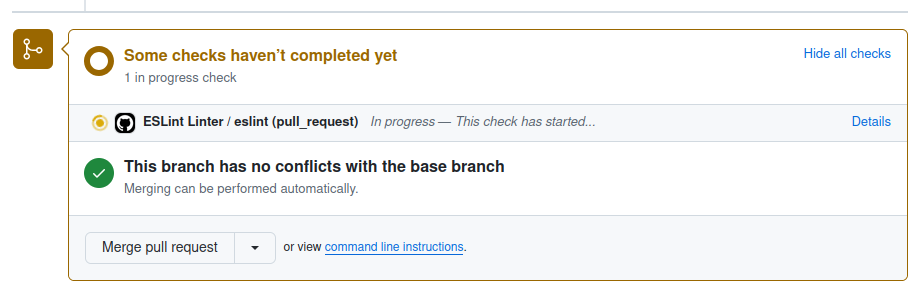 Some checks haven’t completed yet
Hide all checks
1 in progress check
ESLint Linter / eslint (pull_request) In progress — This check has started...
Details
This branch has no conflicts with the base branch
Merging can be performed automatically.
Merge pull request
or view command line instructions.